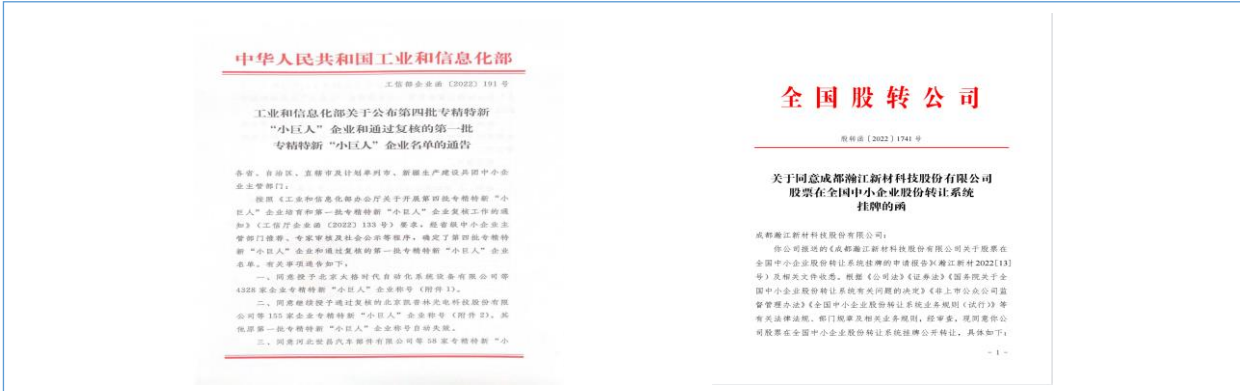 中华人民共和国工业和信息化部
工信部企业函〔2022〕191 号
工业和信息化部关于公布第四批专精特新
“小巨人”企业和通过复核的第一批
专精特新“小巨人”企业名单的通告
各省、自治区、直辖市及计划单列市、新疆生产建设兵团中小企
业主管部门:
按照《工业和信息化部办公厅关于开展第四批专精特新“小
巨人”企业培育和第一批专精特新“小巨人”企业复核工作的通
知》(工信厅企业函〔2022〕133 号)要求,经省级中小企业主
管部门推荐、专家审核及社会公示等程序,确定了第四批专精特
新“小巨人”企业和通过复核的第一批专精特新“小巨人”企业
名单。有关事项通告如下:
一、同意授予北京太格时代自动化系统设备有限公司等
4328 家企业专精特新“小巨人”企业称号(附件 1)。
二、同意继续授予通过复核的北京凯普林光电科技股份有限
公司等 155 家企业专精特新“小巨人”企业称号(附件 2)。其
他原第一批专精特新“小巨人”企业称号自动失效。
三、同意河北世昌汽车部件有限公司等 58 家专精特新“小
全国股转公司
股转函〔2022〕1741 号
关于同意成都瀚江新材科技股份有限公司
股票在全国中小企业股份转让系统
挂牌的函
成都瀚江新材科技股份有限公司:
你公司报送的《成都瀚江新材科技股份有限公司关于股票在
全国中小企业股份转让系统挂牌的申请报告》(瀚江新材2022[13]
号)及相关文件收悉。根据《公司法》《证券法》《国务院关于全
国中小企业股份转让系统有关问题的决定》《非上市公众公司监
督管理办法》《全国中小企业股份转让系统业务规则(试行)》等
有关法律法规、部门规章及相关业务规则,经审查,现同意你公
司股票在全国中小企业股份转让系统挂牌公开转让。具体如下:
- 1 -